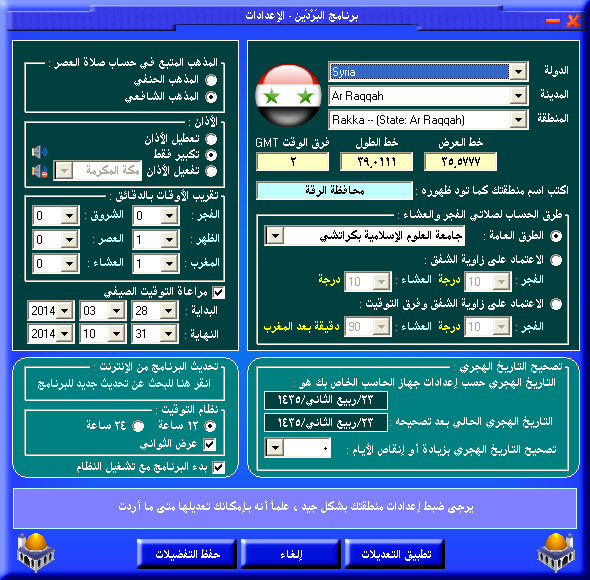 برنامج البَرْدَين - الإعدادات
الدولة
Syria
المدينة
Ar Raqqah
المنطقة
Rakka -- (State: Ar Raqqah)
خط العرض
خط الطول
فرق الوقت GMT
٣٥,٥٧٧٧
٣٩,٠١١١
٢
اكتب اسم منطقتك كما تود ظهوره :
محافظة الرقة
طرق الحساب لصلاتي الفجر والعشاء :
الطرق العامة :
جامعة العلوم الإسلامية بكراتشي
الاعتماد على زاوية الشفق :
الفجر : 10 درجة العشاء : 10 درجة
الاعتماد على زاوية الشفق وفرق التوقيت :
الفجر : 10 درجة العشاء : 90 دقيقة بعد المغرب
المذهب المتبع في حساب صلاة العصر :
المذهب الحنفي
المذهب الشافعي
الأذان :
تعطيل الأذان
تكبير فقط
تفعيل الأذان
مكة المكرمة
تقريب الأوقات بالدقائق :
الفجر : 0 الشروق : 0
الظهر : 1 العصر : 0
المغرب : 1 العشاء : 0
مراعاة التوقيت الصيفي
البداية : 28 03 2014
النهاية : 31 10 2014
تصحيح التاريخ الهجري :
التاريخ الهجري حسب إعدادات جهاز الحاسب الخاص بك هو :
٢٣/ربيع الثاني/١٤٣٥
التاريخ الهجري الحالي بعد تصحيحه :
٢٣/ربيع الثاني/١٤٣٥
تصحيح التاريخ الهجري بزيادة أو إنقاص الأيام :
٠
تحديث البرنامج من الإنترنت :
انقر هنا للبحث عن تحديث جديد للبرنامج
نظام التوقيت :
١٢ ساعة
٢٤ ساعة
عرض الثواني
بدء البرنامج مع تشغيل النظام
يرجى ضبط إعدادات منطقتك بشكل جيد ، علماً أنه بإمكانك تعديلها متى ما أردت
تطبيق التعديلات
إلغاء
حفظ التفضيلات